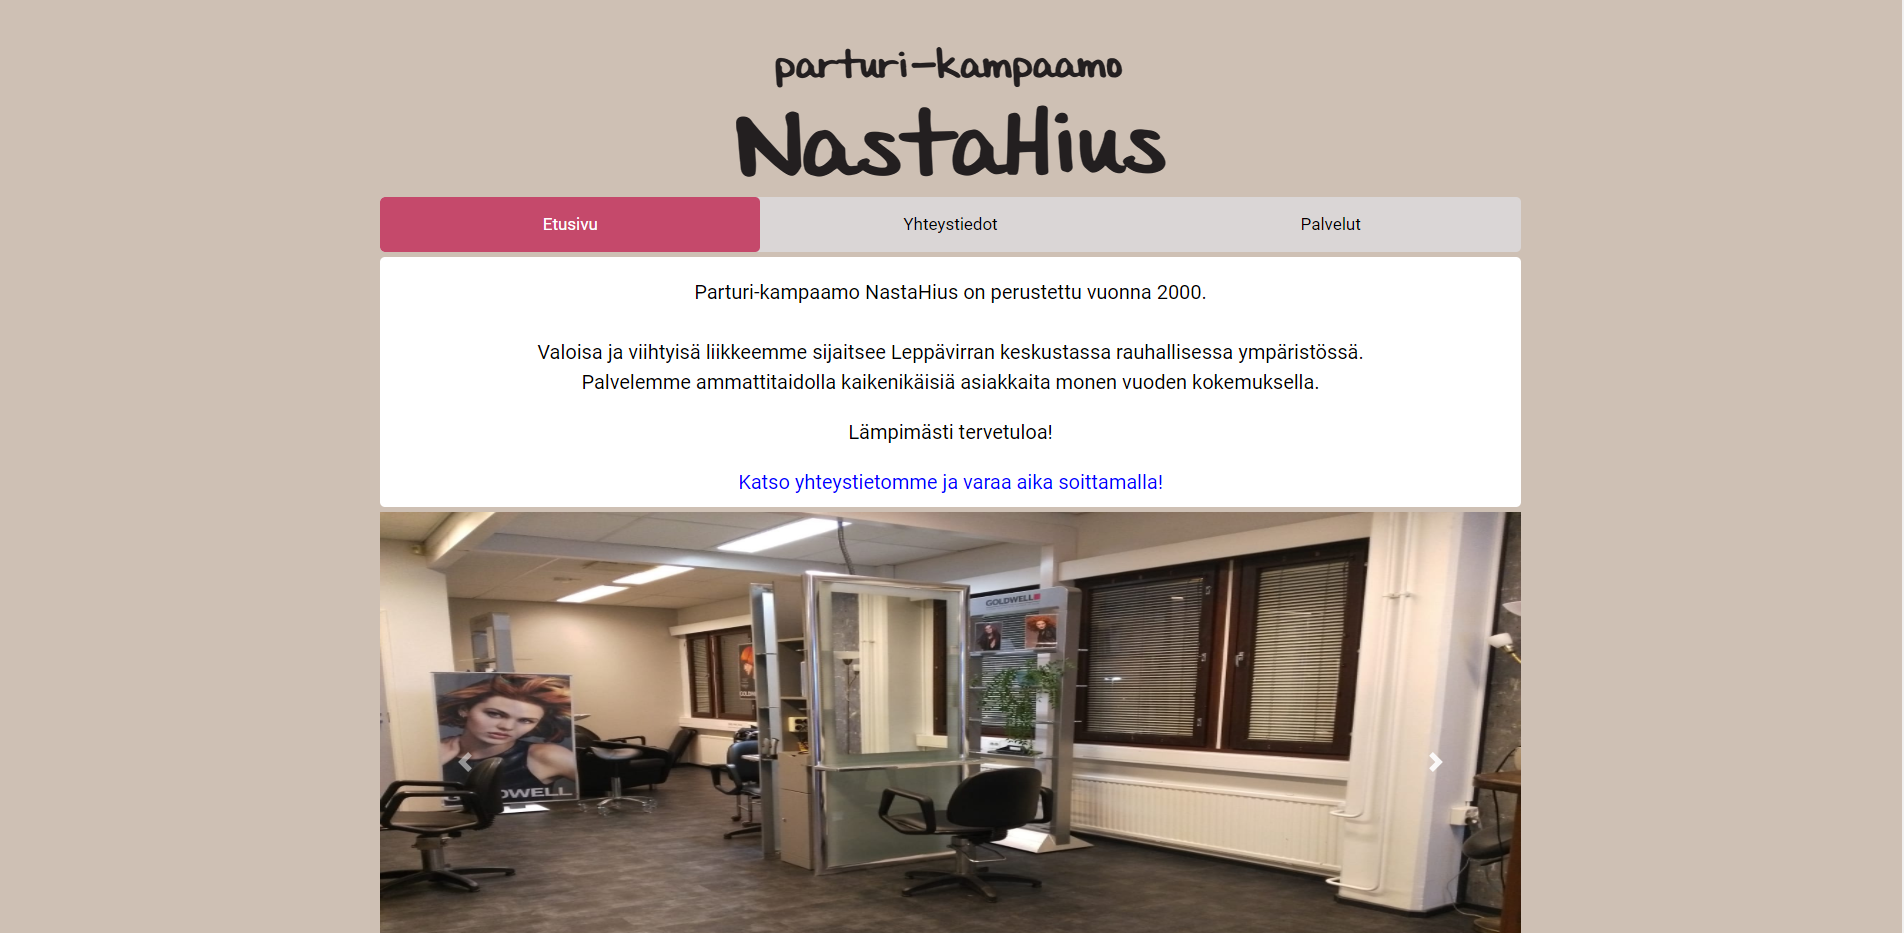 parturi-kampaamo
NastaHius
Etusivu
Yhteystiedot
Palvelut
Parturi-kampaamo NastaHius on perustettu vuonna 2000.
Valoisa ja viihtyisä liikkeemme sijaitsee Leppävirran keskustassa rauhallisessa ympäristössä.
Palvelemme ammattitaidolla kaikenikäisiä asiakkaita monen vuoden kokemuksella.
Lämpimästi tervetuloa!
Katso yhteystietomme ja varaa aika soittamalla!
GOLDWELL
GOLDWELL